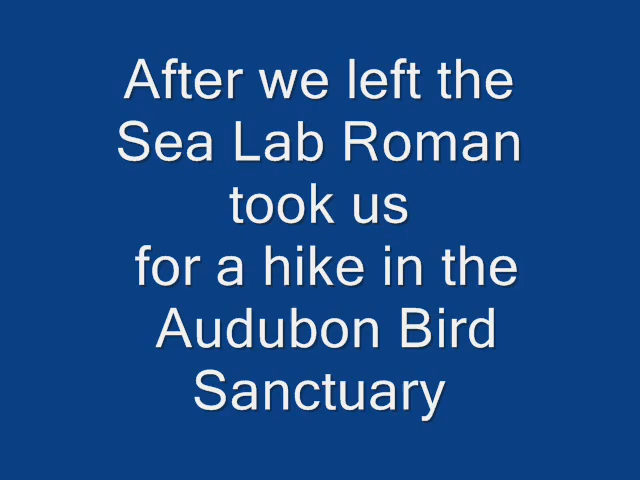 After we left the
Sea Lab Roman
took us
for a hike in the
Audubon Bird
Sanctuary